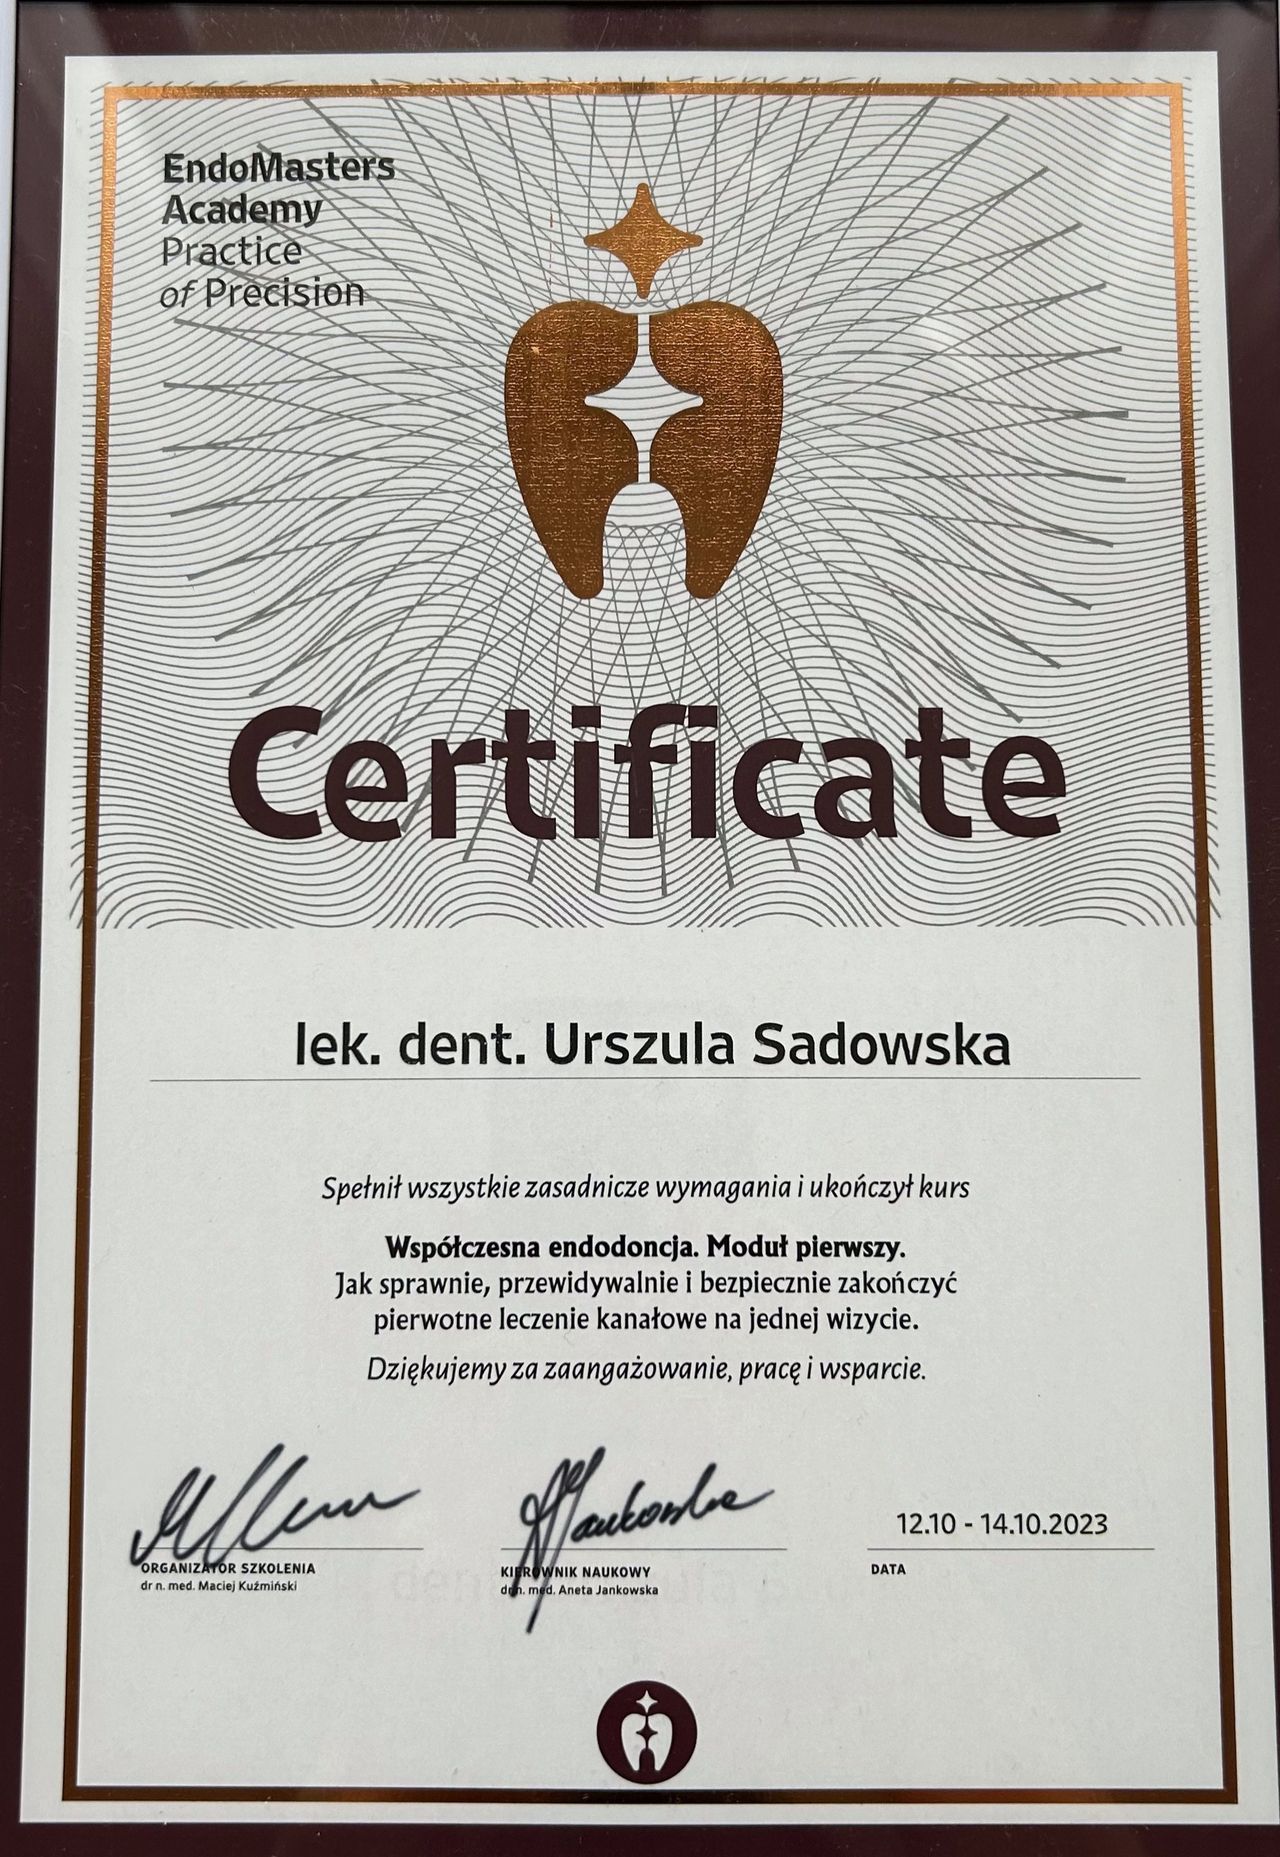 EndoMasters
Academy
Practice
of Precision
Certificate
lek. dent. Urszula Sadowska
Spełnił wszystkie zasadnicze wymagania i ukończył kurs
Współczesna endodoncja. Moduł pierwszy.
Jak sprawnie, przewidywalnie i bezpiecznie zakończyć
pierwotne leczenie kanałowe na jednej wizycie.
Dziękujemy za zaangażowanie, pracę i wsparcie.
ORGANIZATOR SZKOLENIA
dr n. med. Maciej Kuźmiński
Jankowska
KIEROWNIK NAUKOWY
dr n. med. Aneta Jankowska
12.10 - 14.10.2023
DATA